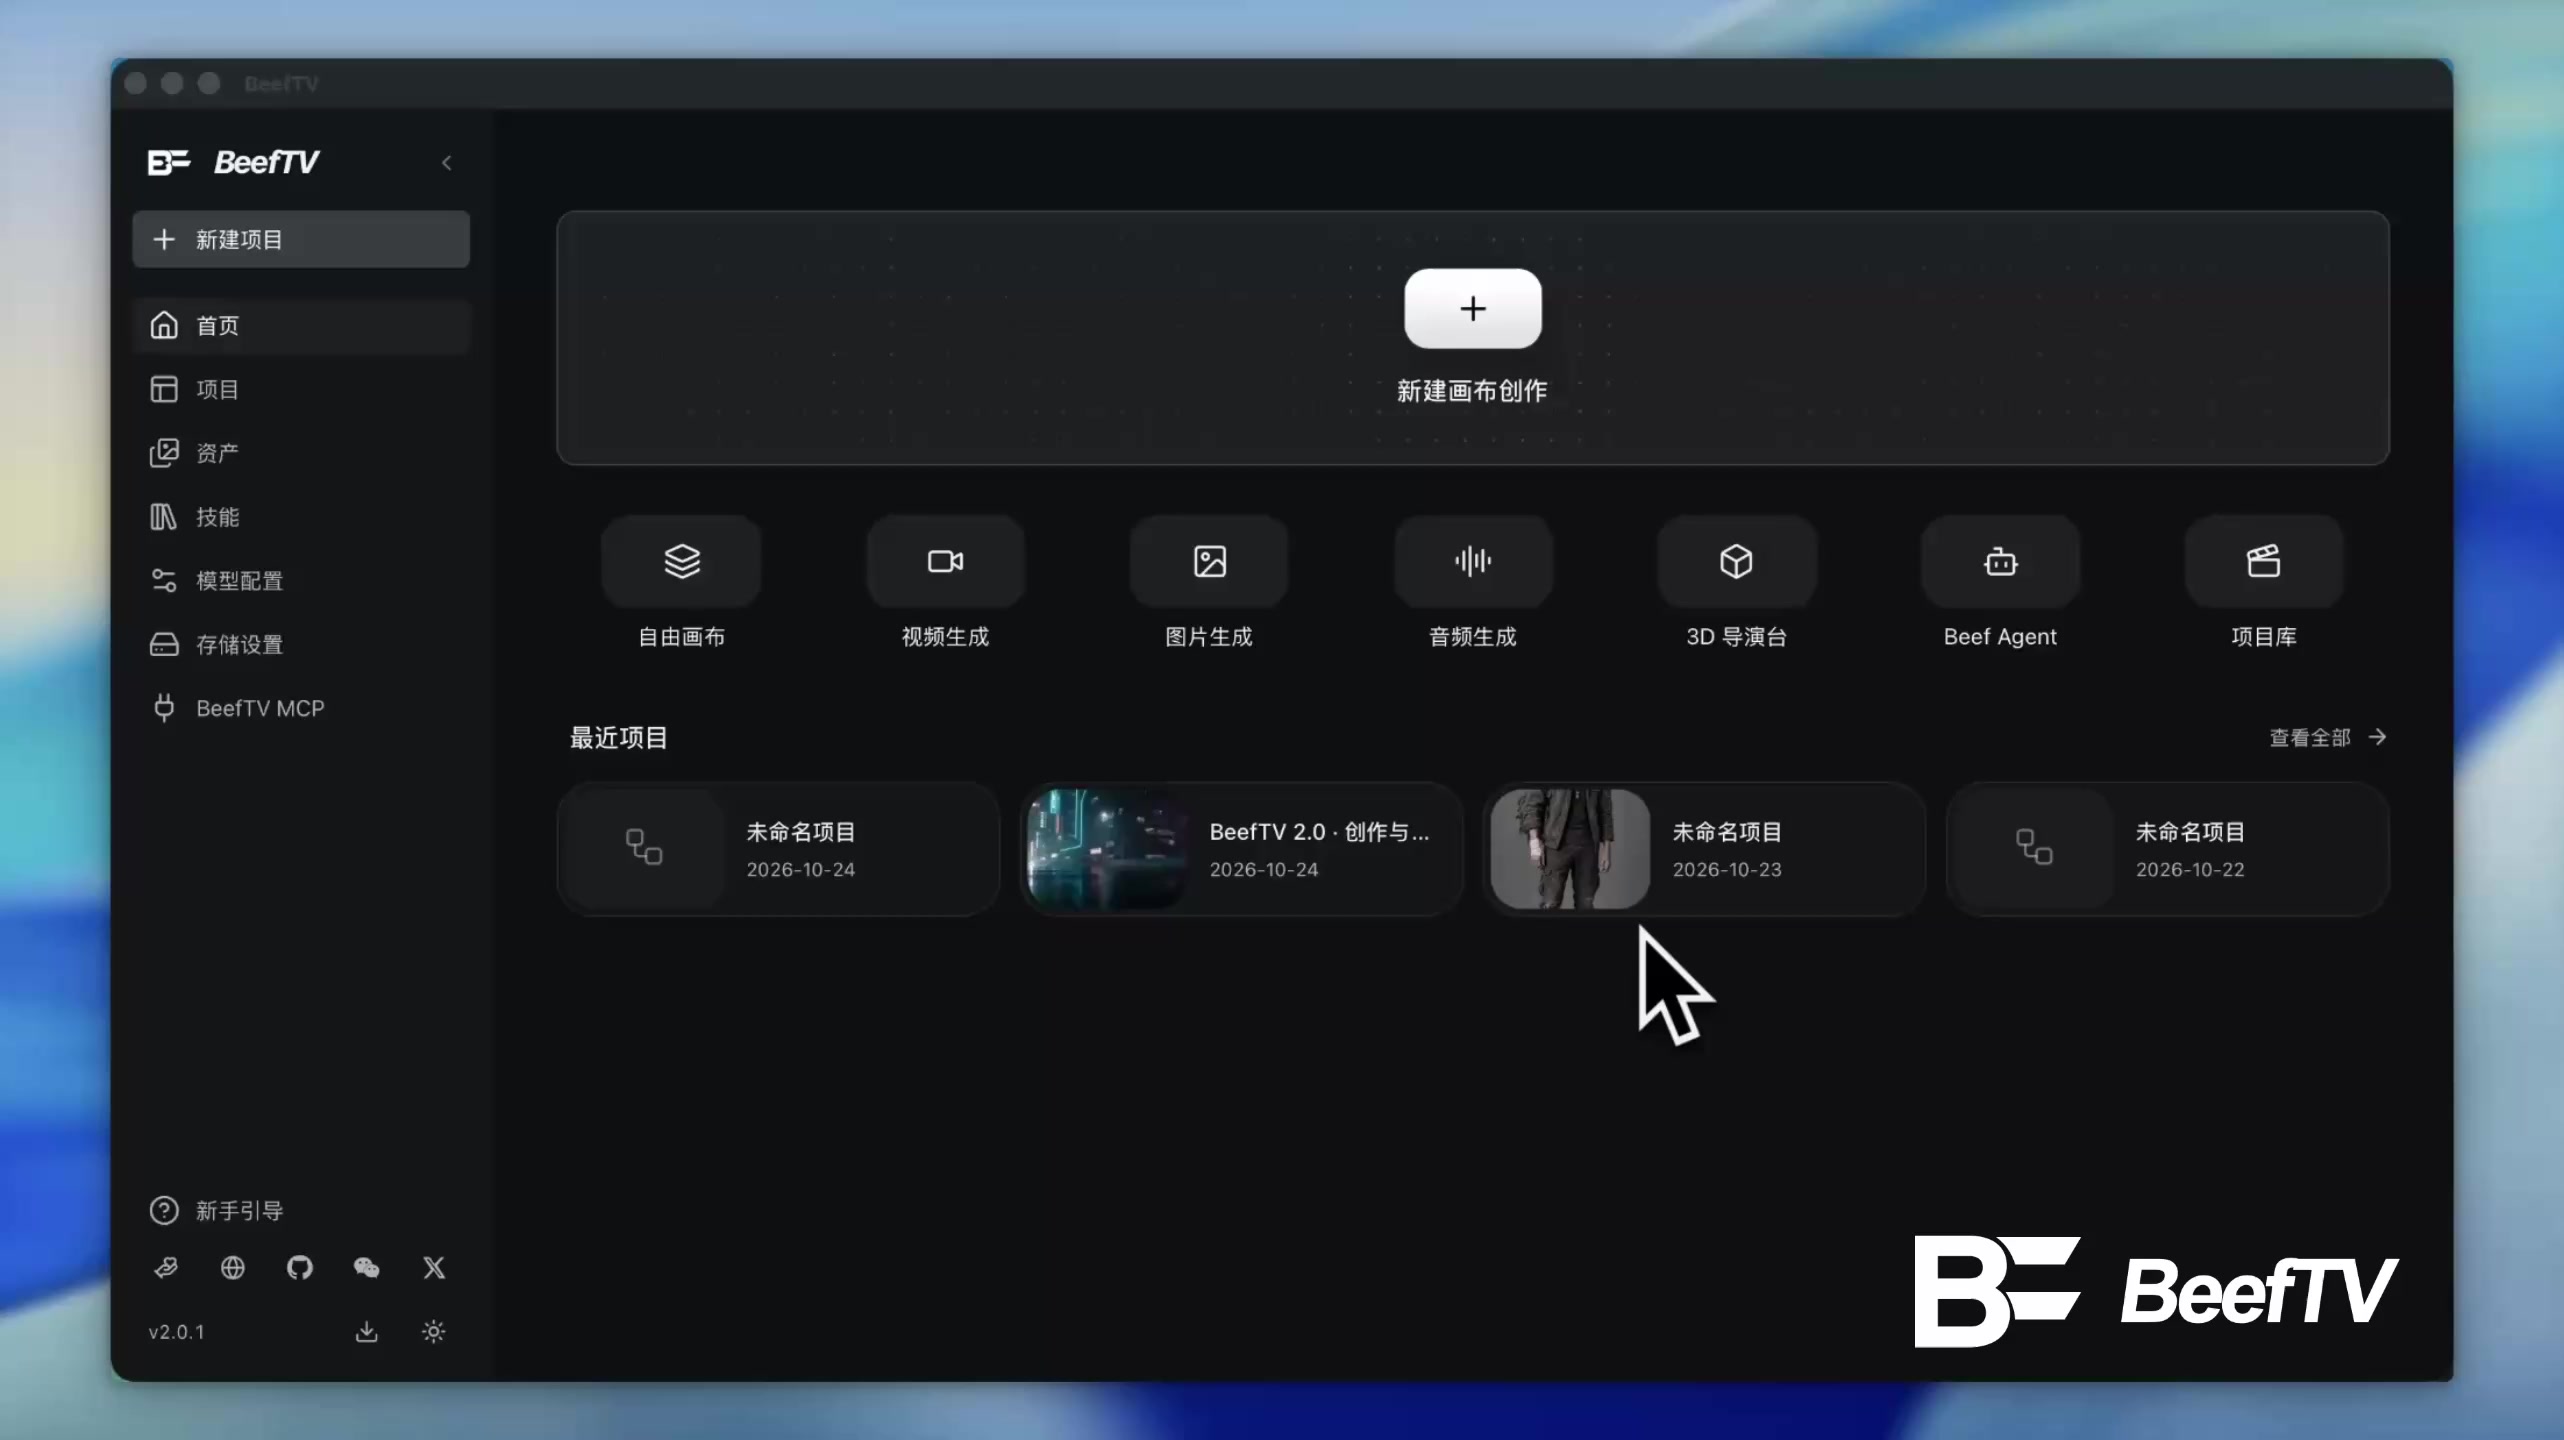 BeefTV
BeefTV
新建项目
首页
项目
资产
技能
模型配置
存储设置
BeefTV MCP
新手引导
v2.0.1
新建画布创作
自由画布
视频生成
图片生成
音频生成
3D 导演台
Beef Agent
项目库
最近项目
查看全部
未命名项目
2026-10-24
BeefTV 2.0 · 创作与...
2026-10-24
未命名项目
2026-10-23
未命名项目
2026-10-22
BF BeefTV